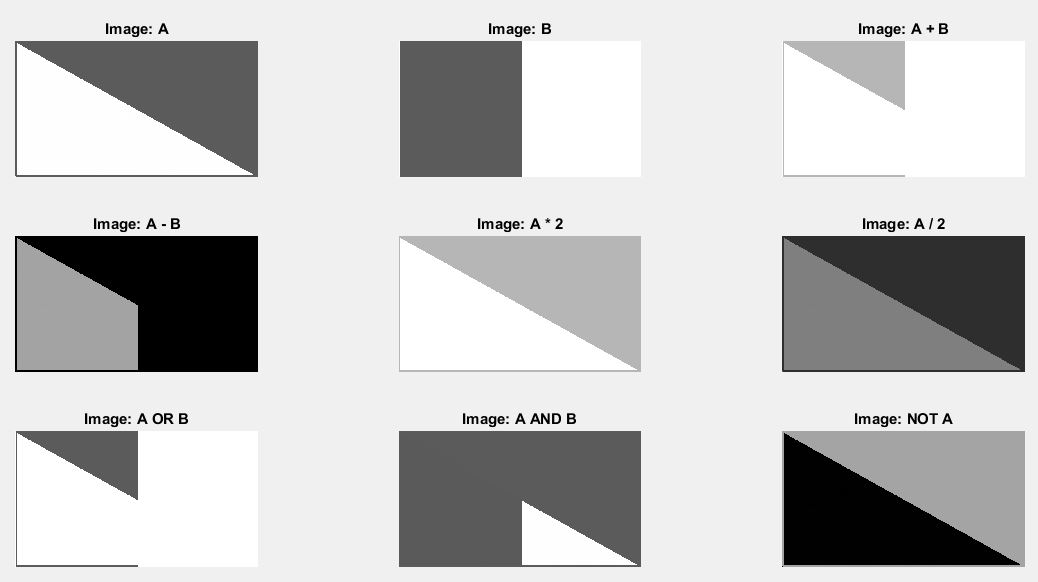 Image: A
Image: B
Image: A + B
Image: A - B
Image: A * 2
Image: A / 2
Image: A OR B
Image: A AND B
Image: NOT A